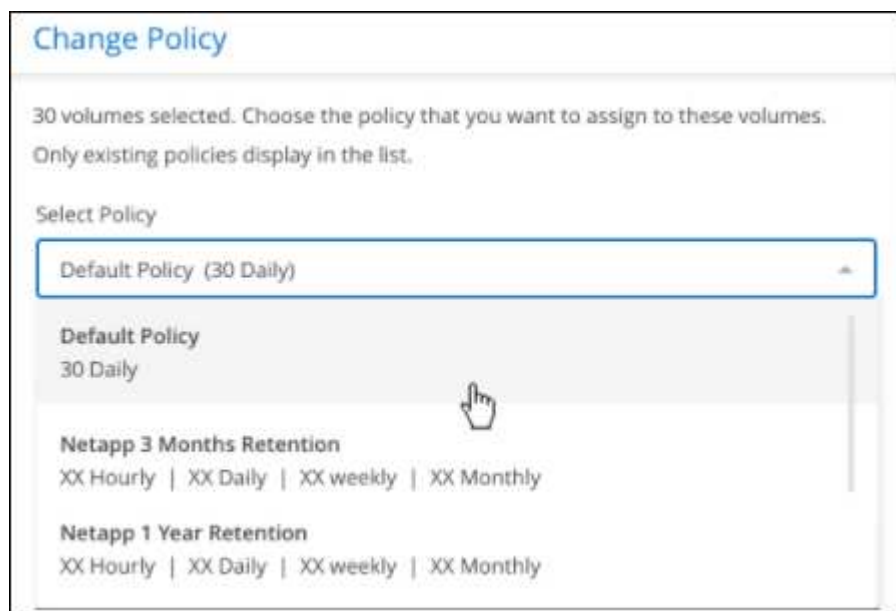 Change Policy
30 volumes selected. Choose the policy that you want to assign to these volumes.
Only existing policies display in the list.
Select Policy
Default Policy (30 Daily)
Default Policy
30 Daily
Netapp 3 Months Retention
XX Hourly | XX Daily | XX weekly | XX Monthly
Netapp 1 Year Retention
XX Hourly | XX Daily | XX weekly | XX Monthly